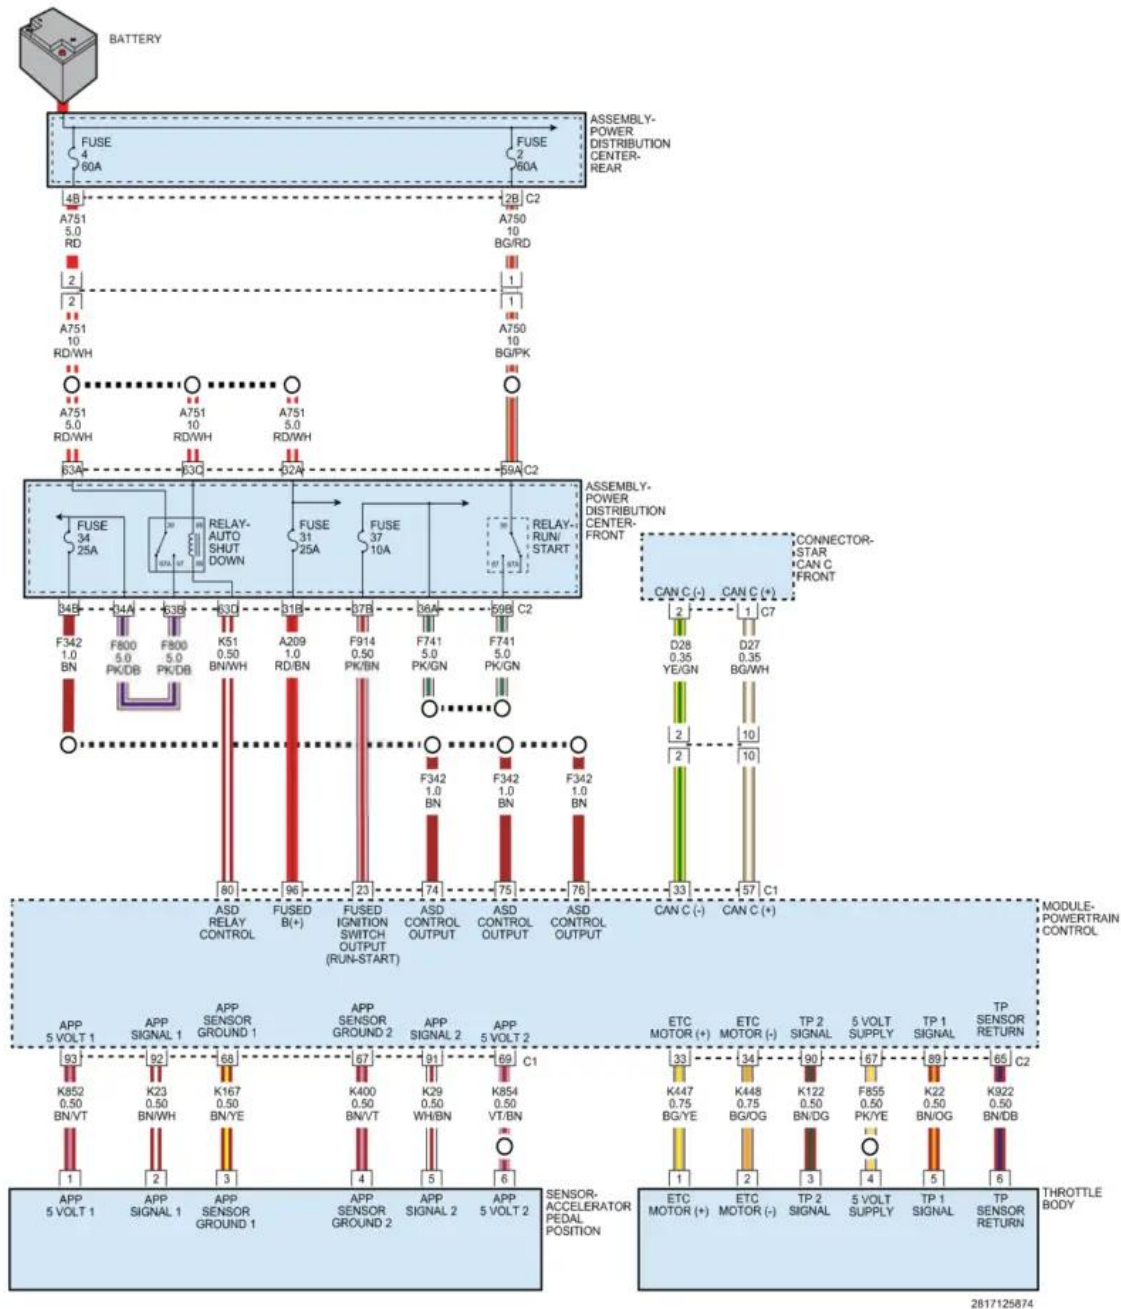 BATTERY
ASSEMBLY-
POWER
DISTRIBUTION
CENTER-
REAR
FUSE
4
60A
FUSE
2
60A
4B
2B
C2
A751
5.0
RD
A750
10
BG/RD
2
1
2
1
A751
10
RD/WH
A750
10
BG/PK
A751
5.0
RD/WH
A751
10
RD/WH
A751
5.0
RD/WH
63A
63C
32A
59A
C2
ASSEMBLY-
POWER
DISTRIBUTION
CENTER-
FRONT
FUSE
34
25A
30
86
87A
87
85
RELAY-
AUTO
SHUT
DOWN
FUSE
31
25A
FUSE
37
10A
30
87
87A
RELAY-
RUN/
START
CONNECTOR-
STAR
CAN C
FRONT
CAN C (-)
CAN C (+)
34B
34A
63B
63D
31B
37B
36A
59B
C2
2
1
C7
F342
1.0
BN
F800
5.0
PK/DB
F800
5.0
PK/DB
K51
0.50
BN/WH
A209
1.0
RD/BN
F914
0.50
PK/BN
F741
5.0
PK/GN
F741
5.0
PK/GN
D28
0.35
YE/GN
D27
0.35
BG/WH
2
10
2
10
F342
1.0
BN
F342
1.0
BN
F342
1.0
BN
80
96
23
74
75
76
33
57
C1
ASD
RELAY
CONTROL
FUSED
B(+)
FUSED
IGNITION
SWITCH
OUTPUT
(RUN-START)
ASD
CONTROL
OUTPUT
ASD
CONTROL
OUTPUT
ASD
CONTROL
OUTPUT
CAN C (-)
CAN C (+)
MODULE-
POWERTRAIN
CONTROL
APP
5 VOLT 1
APP
SIGNAL 1
APP
SENSOR
GROUND 1
APP
SENSOR
GROUND 2
APP
SIGNAL 2
APP
5 VOLT 2
ETC
MOTOR (+)
ETC
MOTOR (-)
TP 2
SIGNAL
5 VOLT
SUPPLY
TP 1
SIGNAL
TP
SENSOR
RETURN
93
92
68
67
91
69
C1
33
34
90
67
89
65
C2
K852
0.50
BN/VT
K23
0.50
BN/WH
K167
0.50
BN/YE
K400
0.50
BN/VT
K29
0.50
WH/BN
K854
0.50
VT/BN
K447
0.75
BG/YE
K448
0.75
BG/OG
K122
0.50
BN/DG
F855
0.50
PK/YE
K22
0.50
BN/OG
K922
0.50
BN/DB
1
2
3
4
5
6
1
2
3
4
5
6
APP
5 VOLT 1
APP
SIGNAL 1
APP
SENSOR
GROUND 1
APP
SENSOR
GROUND 2
APP
SIGNAL 2
APP
5 VOLT 2
SENSOR-
ACCELERATOR
PEDAL
POSITION
ETC
MOTOR (+)
ETC
MOTOR (-)
TP 2
SIGNAL
5 VOLT
SUPPLY
TP 1
SIGNAL
TP
SENSOR
RETURN
THROTTLE
BODY
2817125874